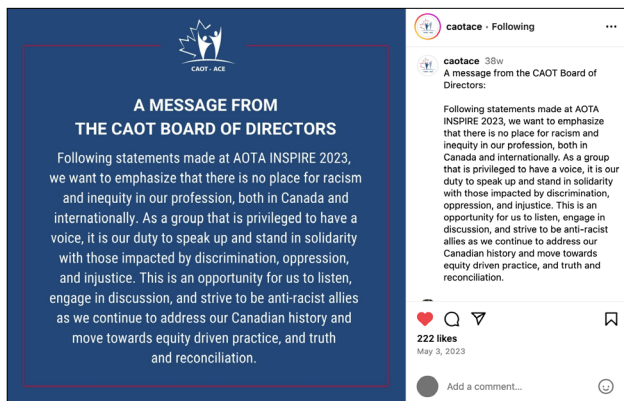 CAOT - ACE
A MESSAGE FROM
THE CAOT BOARD OF DIRECTORS
Following statements made at AOTA INSPIRE 2023,
we want to emphasize that there is no place for racism
and inequity in our profession, both in Canada and
internationally. As a group that is privileged to have a
voice, it is our duty to speak up and stand in solidarity
with those impacted by discrimination, oppression,
and injustice. This is an opportunity for us to listen,
engage in discussion, and strive to be anti-racist allies
as we continue to address our Canadian history and
move towards equity driven practice, and truth
and reconciliation.
caotace • Following
caotace 38w
A message from the CAOT Board of
Directors:
Following statements made at AOTA
INSPIRE 2023, we want to emphasize
that there is no place for racism and
inequity in our profession, both in
Canada and internationally. As a group
that is privileged to have a voice, it is our
duty to speak up and stand in solidarity
with those impacted by discrimination,
oppression, and injustice. This is an
opportunity for us to listen, engage in
discussion, and strive to be anti-racist
allies as we continue to address our
Canadian history and move towards
equity driven practice, and truth and
reconciliation.
222 likes
May 3, 2023
Add a comment...